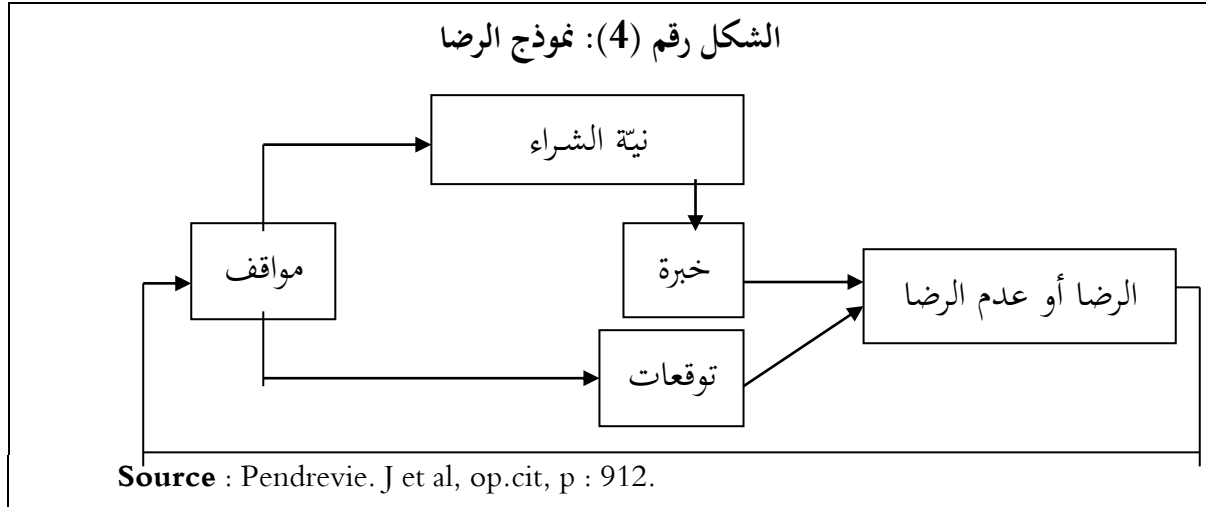 الشكل رقم (4): نموذج الرضا
نيّة الشراء
مواقف
خبرة
الرضا أو عدم الرضا
توقعات
Source : Pendrevie. J et al, op.cit, p : 912.